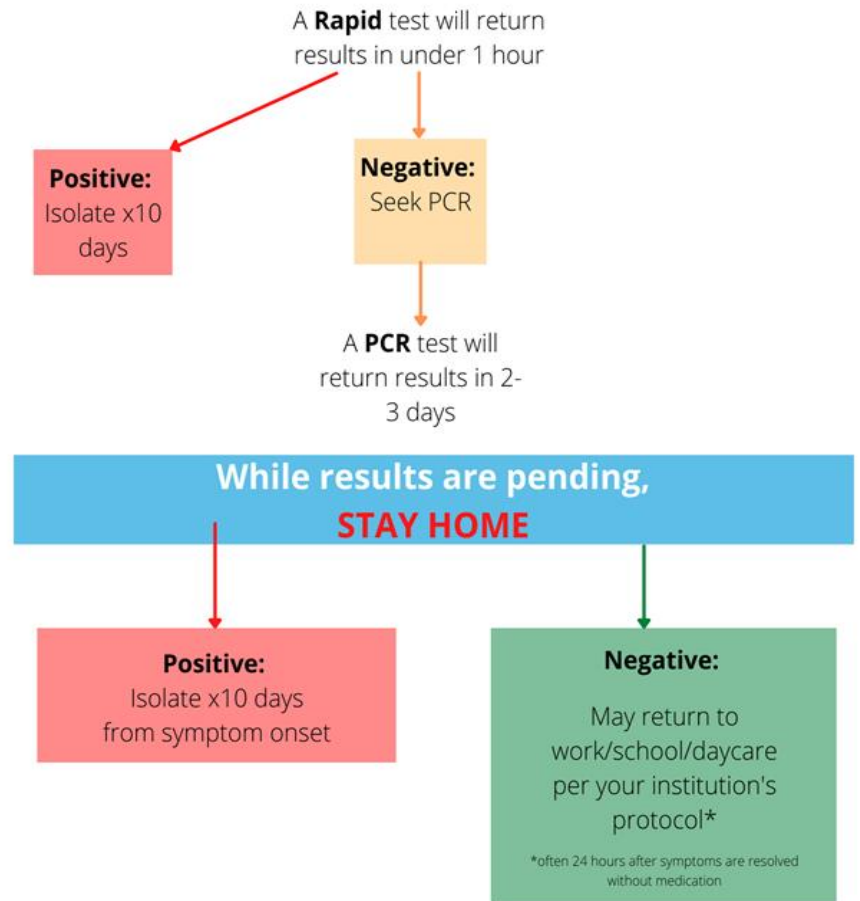 A Rapid test will return
results in under 1 hour
Positive:
Isolate x10
days
Negative:
Seek PCR
A PCR test will
return results in 2-
3 days
While results are pending,
STAY HOME
Positive:
Isolate x10 days
from symptom onset
Negative:
May return to
work/school/daycare
per your institution's
protocol*
*often 24 hours after symptoms are resolved
without medication